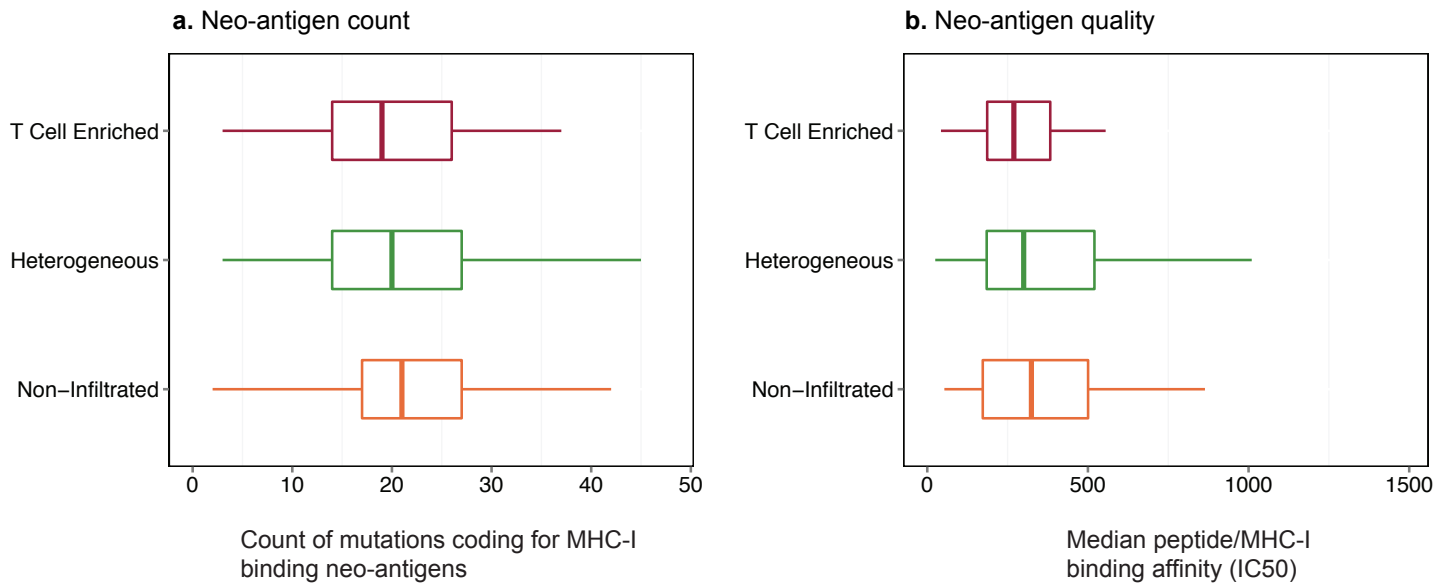 a. Neo-antigen count
T Cell Enriched
Heterogeneous
Non−Infiltrated
0 10 20 30 40 50
Count of mutations coding for MHC-I
binding neo-antigens
b. Neo-antigen quality
T Cell Enriched
Heterogeneous
Non−Infiltrated
0 500 1000 1500
Median peptide/MHC-I
binding affinity (IC50)